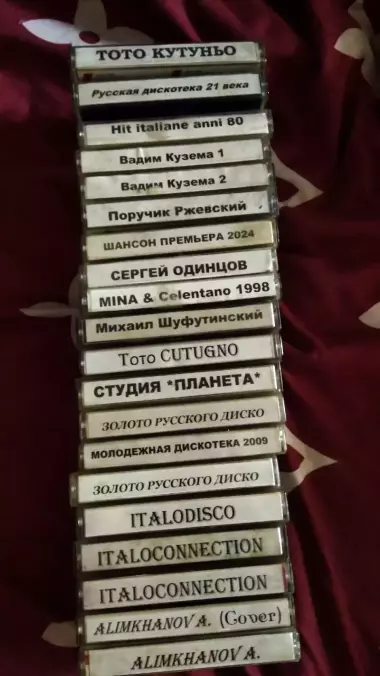 ТОТО КУТУНЬО
Русская дискотека 21 века
Hit italiane anni 80
Вадим Кузема 1
Вадим Кузема 2
Поручик Ржевский
ШАНСОН ПРЕМЬЕРА 2024
СЕРГЕЙ ОДИНЦОВ
MINA & Celentano 1998
Михаил Шуфутинский
Тото CUTUGNO
СТУДИЯ *ПЛАНЕТА*
ЗОЛОТО РУССКОГО ДИСКО
МОЛОДЕЖНАЯ ДИСКОТЕКА 2009
ЗОЛОТО РУССКОГО ДИСКО
ITALODISCO
ITALOCONNECTION
ITALOCONNECTION
ALIMKHANOV A. (Cover)
ALIMKHANOV A.